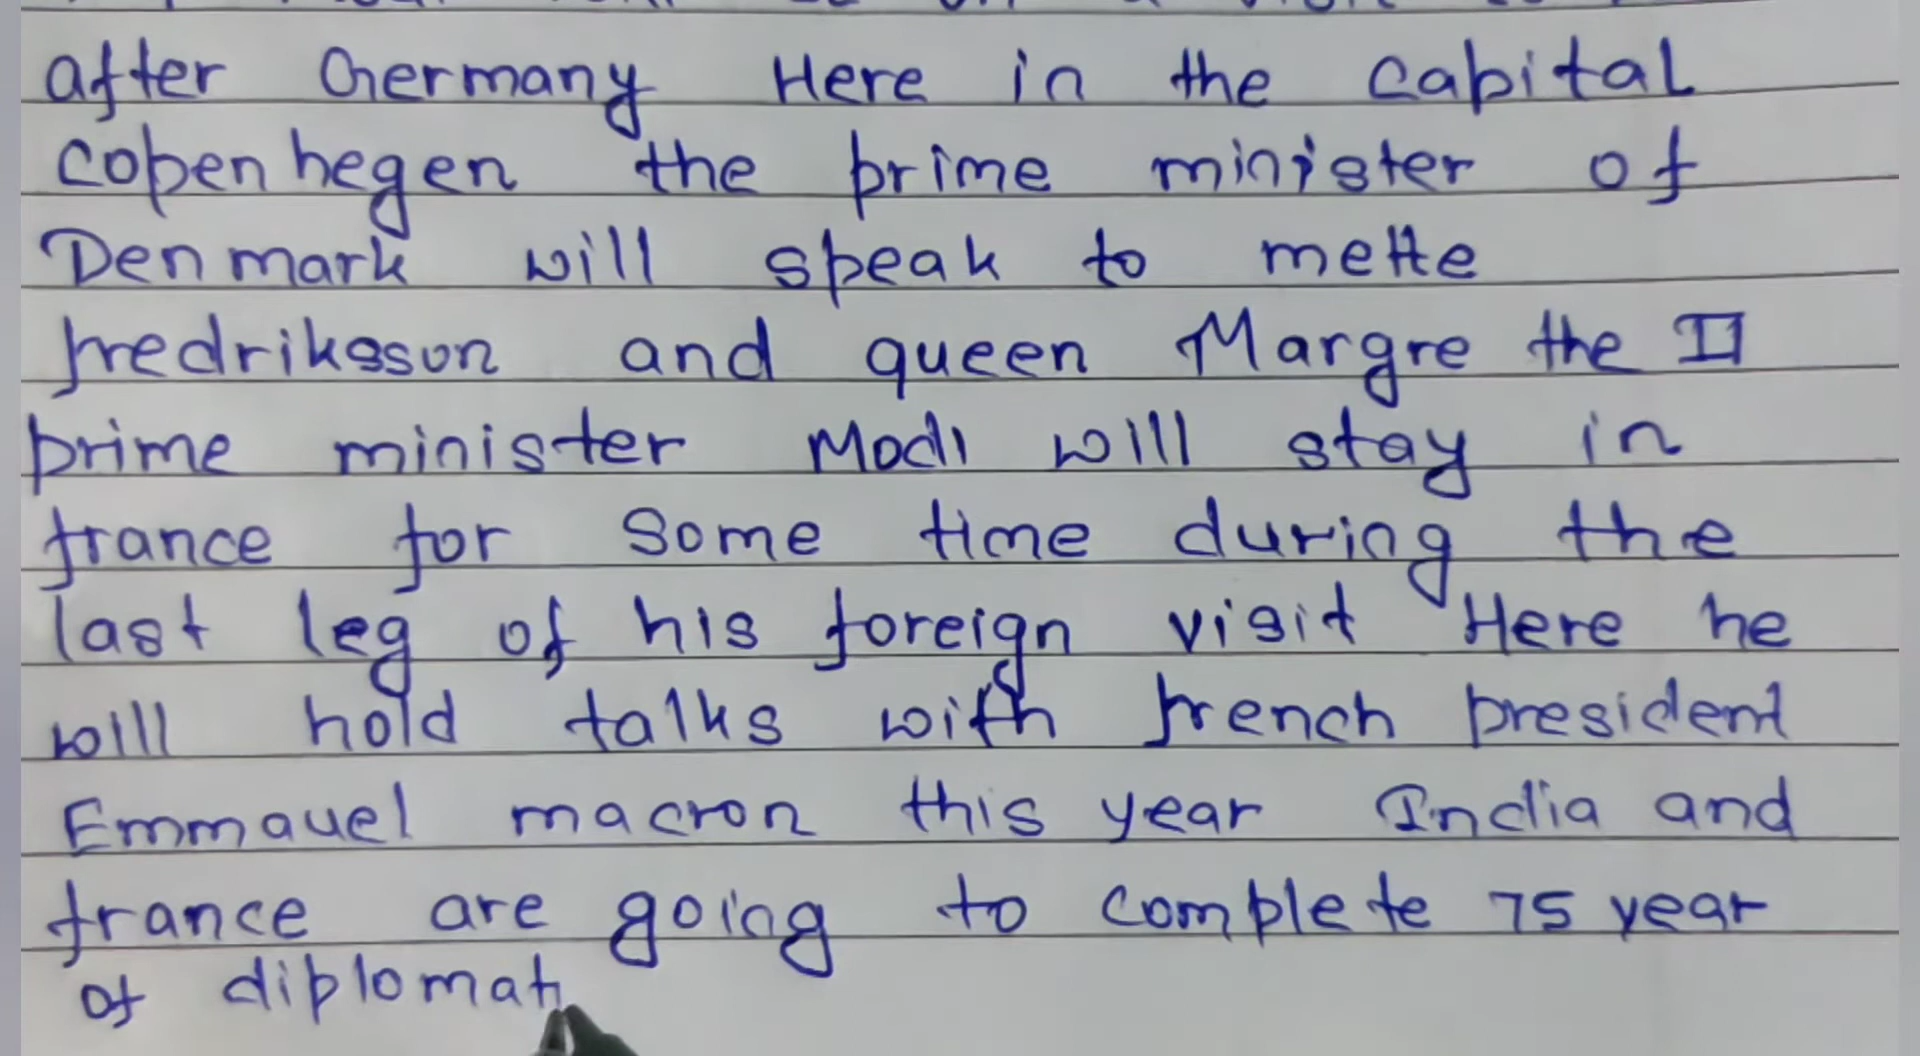 after Germany Here in the capital
copenhegen the prime minister of
Denmark will speak to mette
fredriksson and queen Margre the II
prime minister Modi will stay in
france for some time during the
last leg of his foreign visit Here he
will hold talks with french president
Emmauel macron this year India and
france are going to complete 75 year
of diplomati